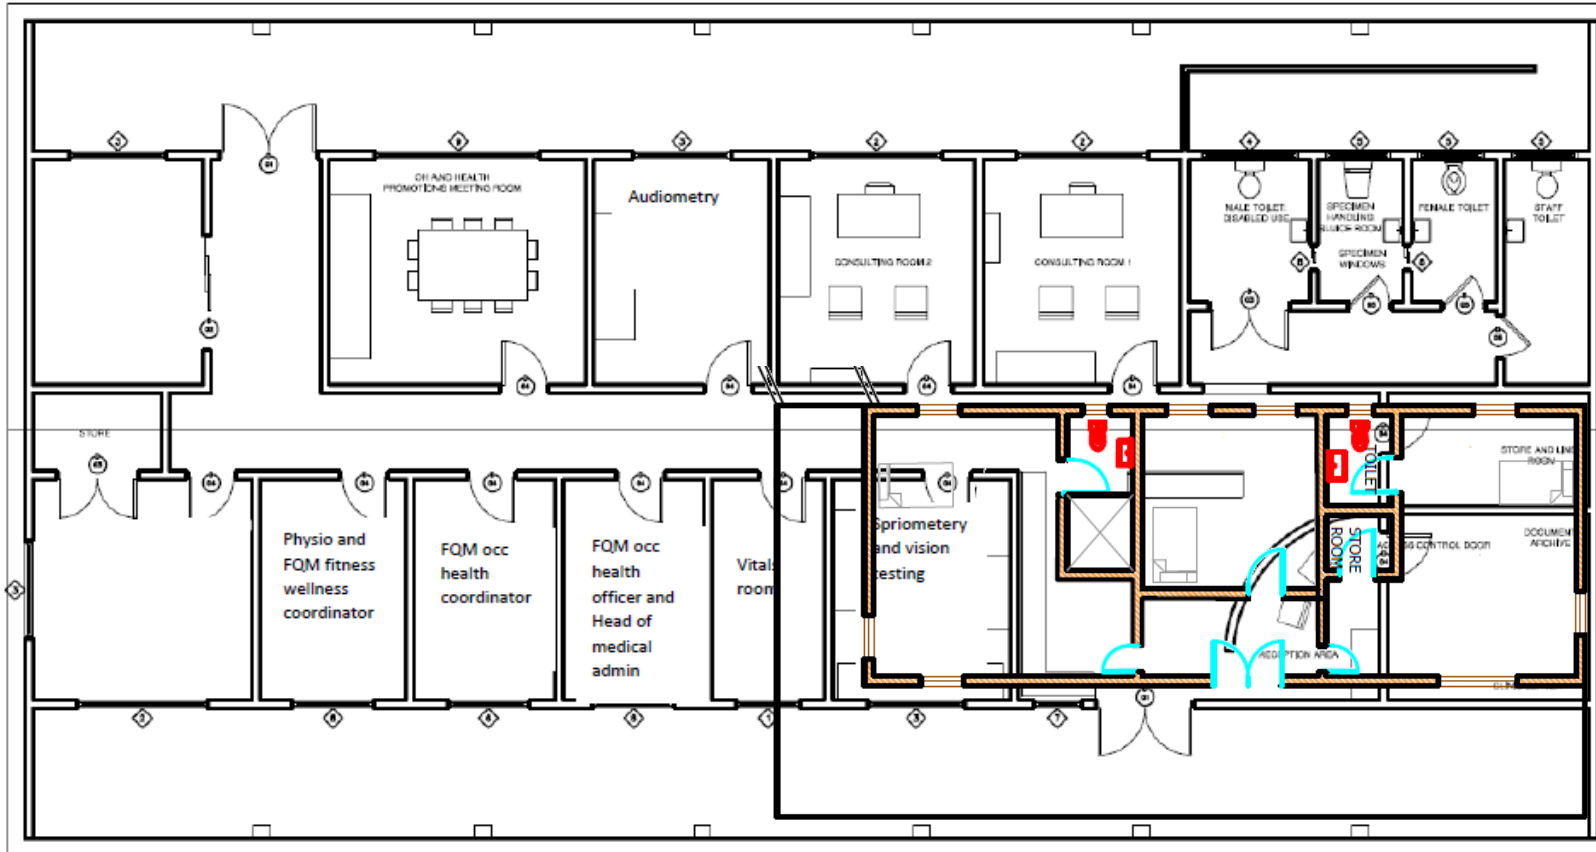 OH AND HEALTH
PROMOTIONS MEETING ROOM
Audiometry
CONSULTING ROOM 2
CONSULTING ROOM 1
MALE TOILET:
DISABLED USE
SPECIMEN
HANDLING
SLUICE ROOM
SPECIMEN
WINDOWS
FEMALE TOILET
STAFF
TOILET
STORE
Physio and
FQM fitness
wellness
coordinator
FQM occ
health
coordinator
FQM occ
health
officer and
Head of
medical
admin
Vitals
room
Spriometery
and vision
testing
TOILET
STORE
ROOM
STORE AND LIN
ROOM
CONTROL DOOR
DOCUMENT
ARCHIVE
RECEPTION AREA